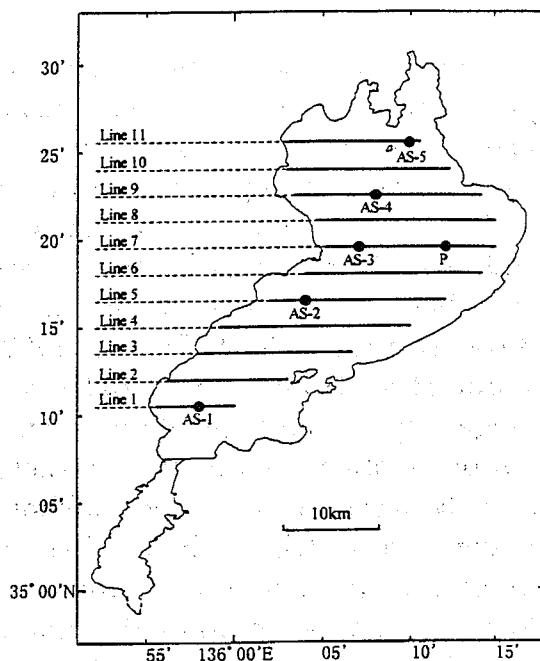 30'
Line 11
25'
AS-5
Line 10
Line 9
AS-4
Line 8
20'
Line 7
AS-3
P
Line 6
Line 5
AS-2
15'
Line 4
Line 3
Line 2
Line 1
10'
AS-1
05'
10km
35° 00'N
55'
136° 00'E
05'
10'
15'